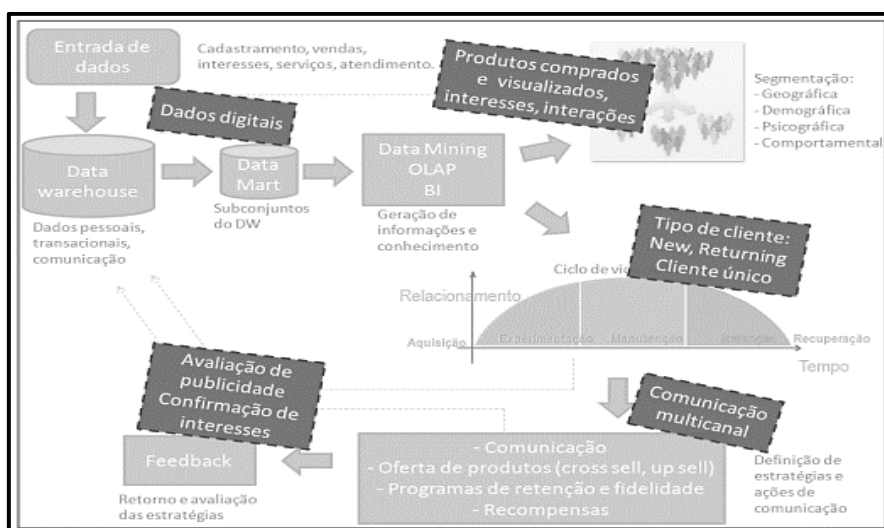 Entrada de
dados
Cadastramento, vendas,
interesses, serviços, atendimento.
Produtos comprados
e visualizados,
interesses, interações
Segmentação:
- Geográfica
- Demográfica
- Psicográfica
- Comportamental
Dados digitais
Data
warehouse
Data
Mart
Data Mining
OLAP
BI
Subconjuntos
do DW
Dados pessoais,
transacionais,
comunicação
Geração de
informações e
conhecimento
Tipo de cliente:
New, Returning
Cliente único
Ciclo de
Relacionamento
Aquisição
Experimentação
Manutenção
Retenção
Recuperação
Tempo
Avaliação de
publicidade
Confirmação de
interesses
Comunicação
multicanal
Feedback
- Comunicação
- Oferta de produtos (cross sell, up sell)
- Programas de retenção e fidelidade
- Recompensas
Definição de
estratégias e
ações de
comunicação
Retorno e avaliação
das estratégias